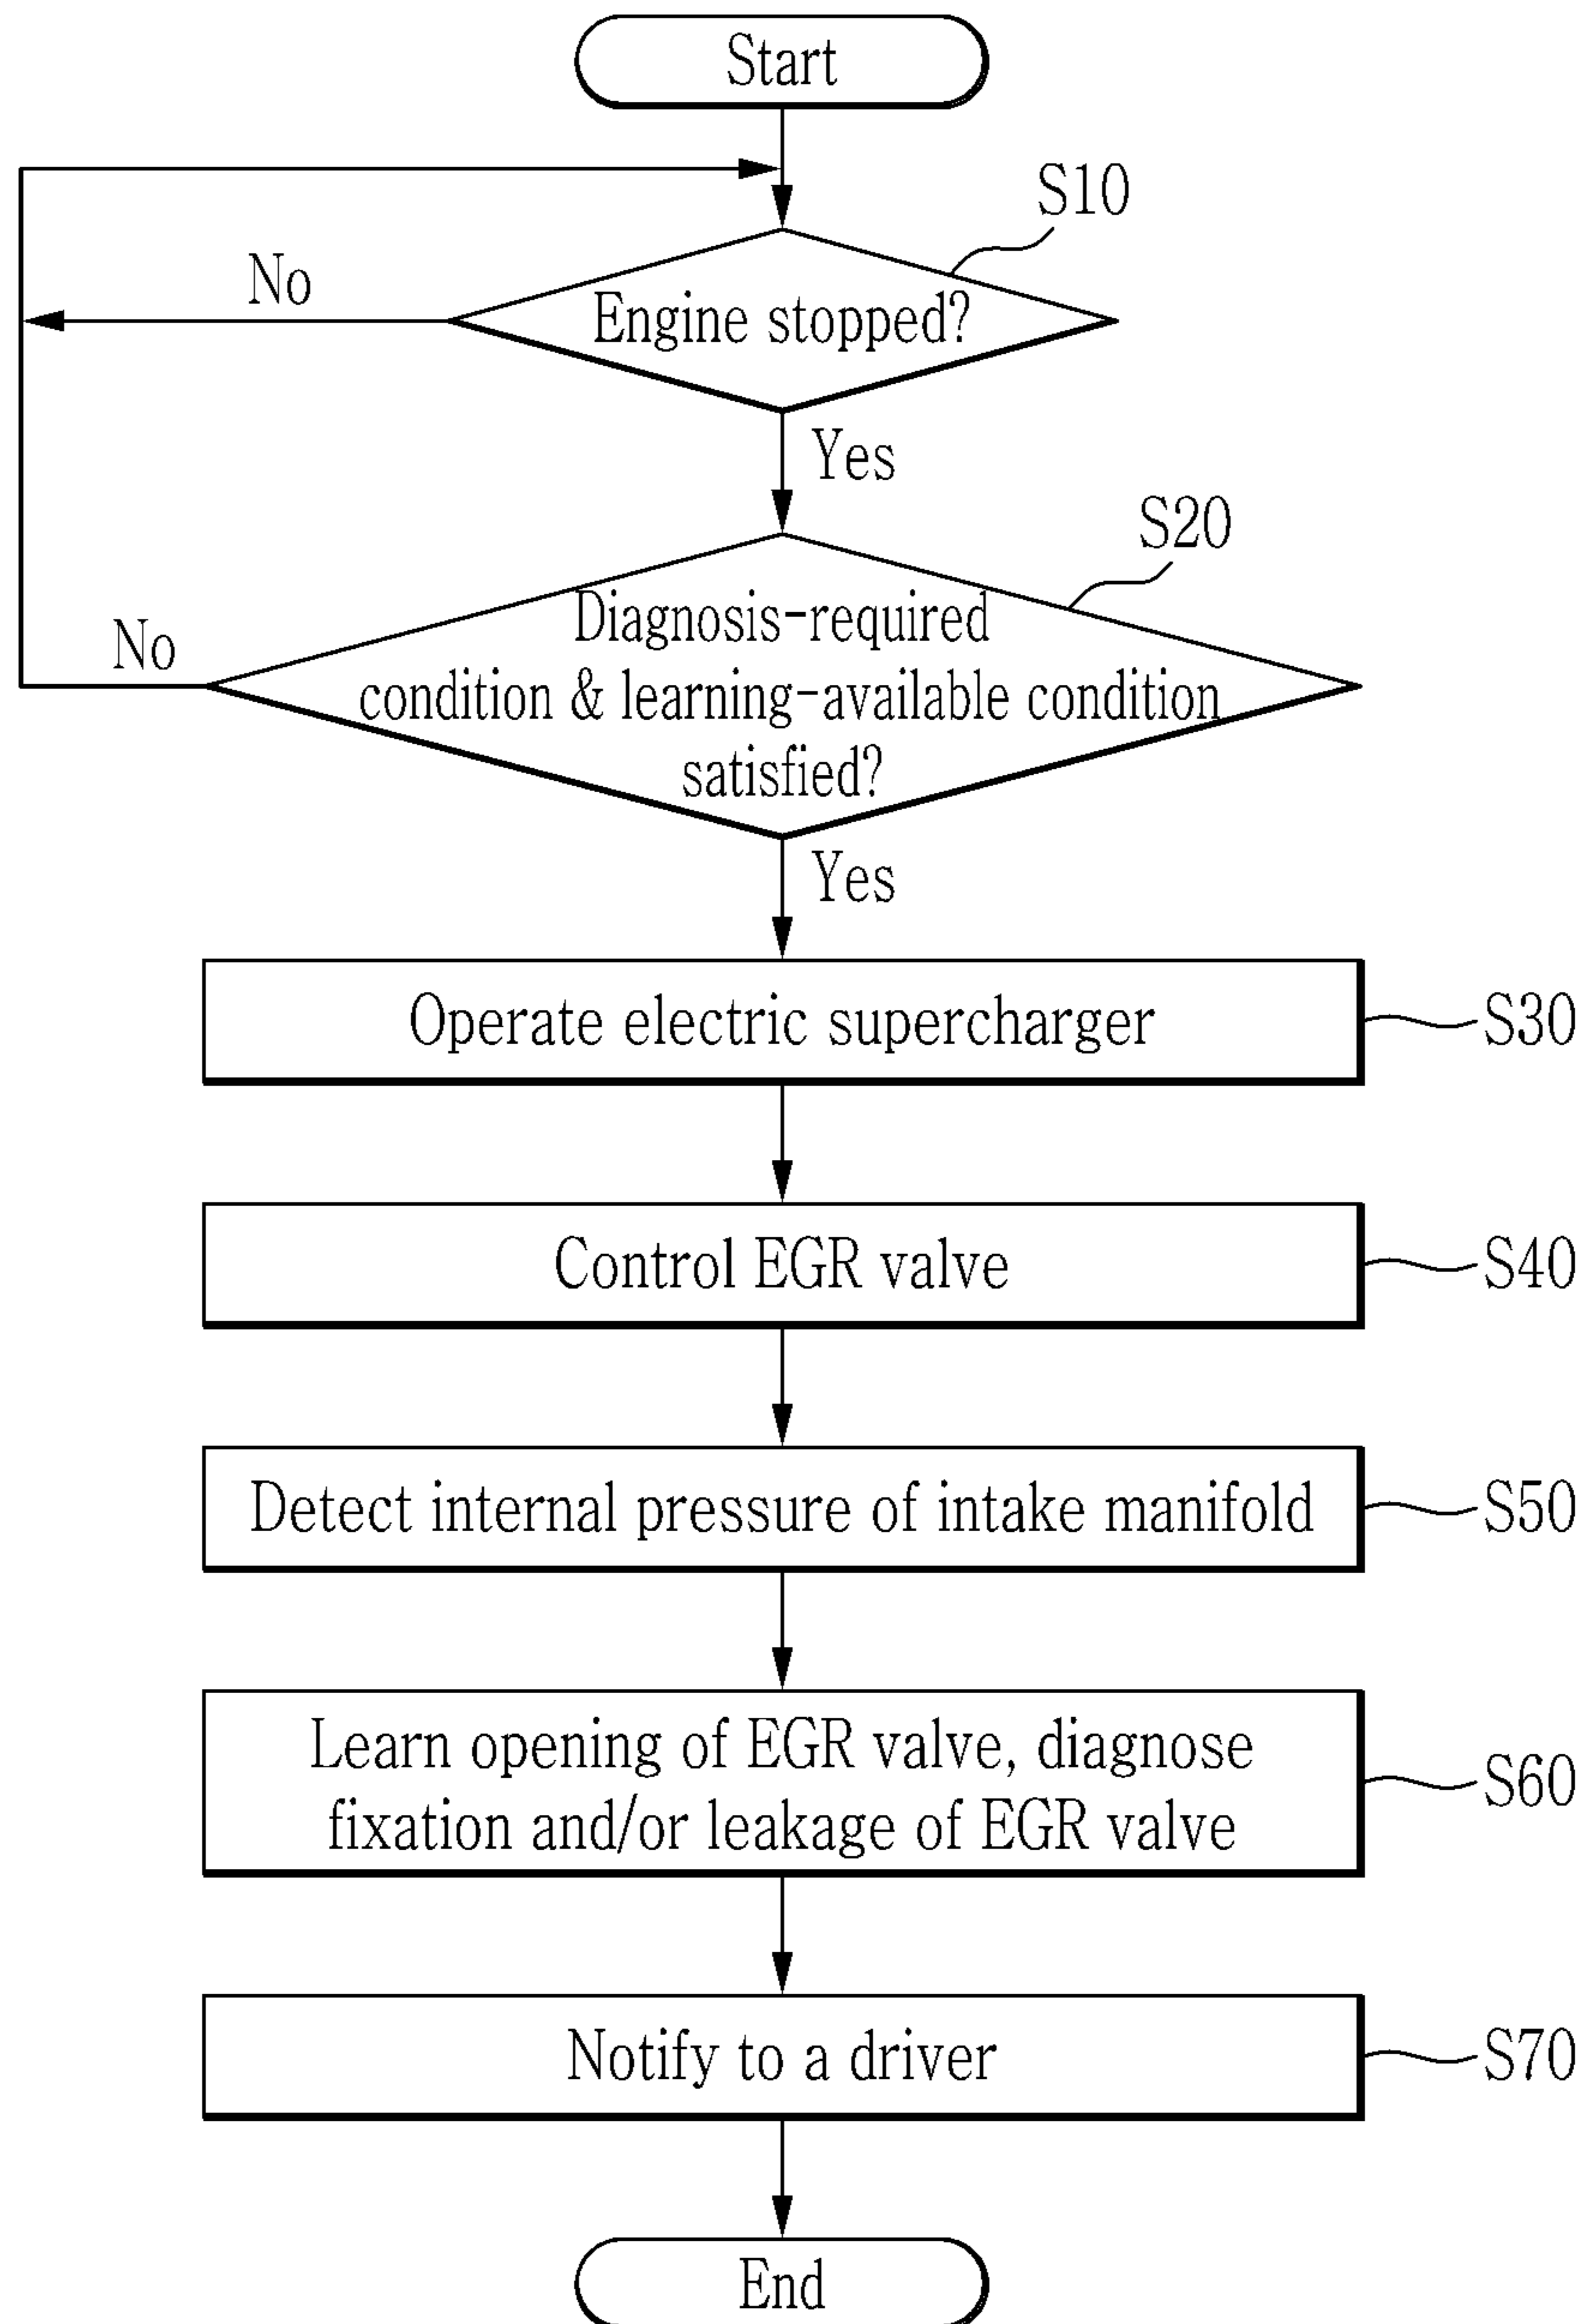 Start
S10
No
Engine stopped?
Yes
S20
No
Diagnosis-required
condition & learning-available condition
satisfied?
Yes
Operate electric supercharger
S30
Control EGR valve
S40
Detect internal pressure of intake manifold
S50
Learn opening of EGR valve, diagnose
fixation and/or leakage of EGR valve
S60
Notify to a driver
S70
End